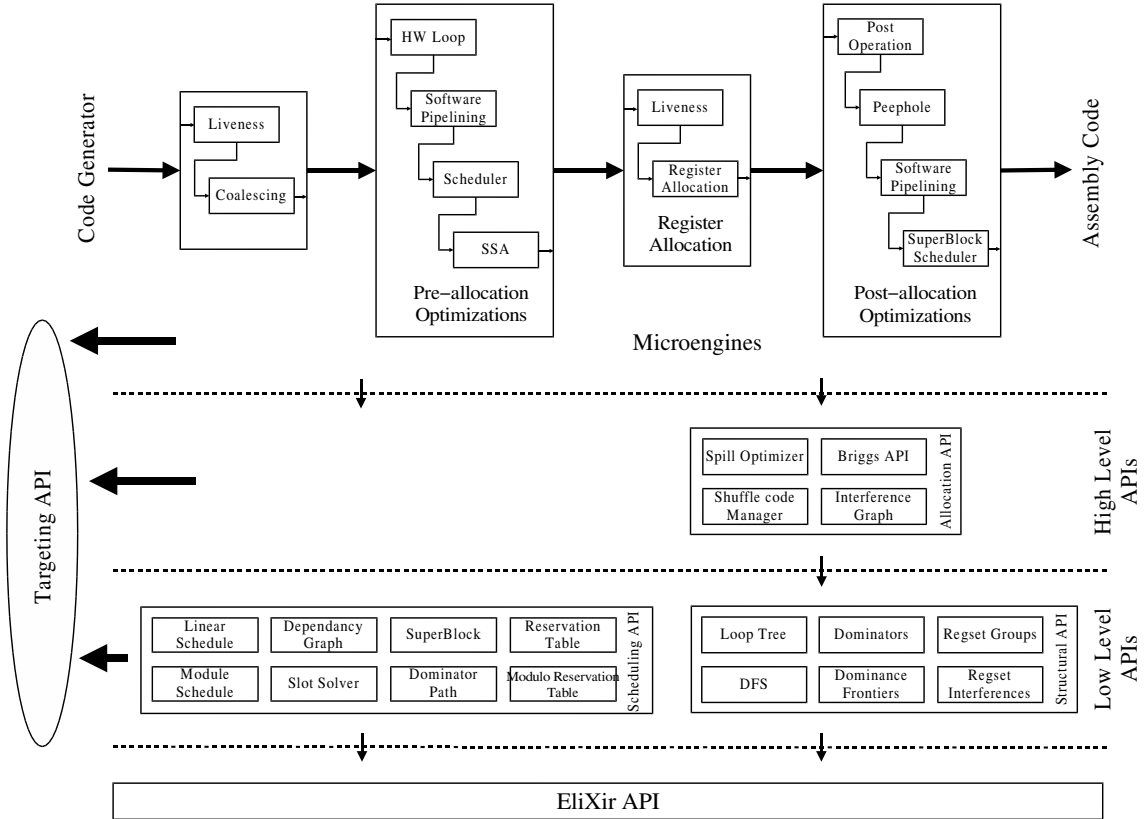 Code Generator
Liveness
Coalescing
HW Loop
Software
Pipelining
Scheduler
SSA
Pre-allocation
Optimizations
Liveness
Register
Allocation
Register
Allocation
Post
Operation
Peephole
Software
Pipelining
SuperBlock
Scheduler
Post-allocation
Optimizations
Assembly Code
Microengines
Targeting API
Spill Optimizer
Briggs API
Shuffle code
Manager
Interference
Graph
Allocation API
High Level
APIs
Linear
Schedule
Dependancy
Graph
SuperBlock
Reservation
Table
Module
Schedule
Slot Solver
Dominator
Path
Modulo Reservation
Table
Scheduling API
Loop Tree
Dominators
Regset Groups
DFS
Dominance
Frontiers
Regset
Interferences
Structural API
Low Level
APIs
EliXir API